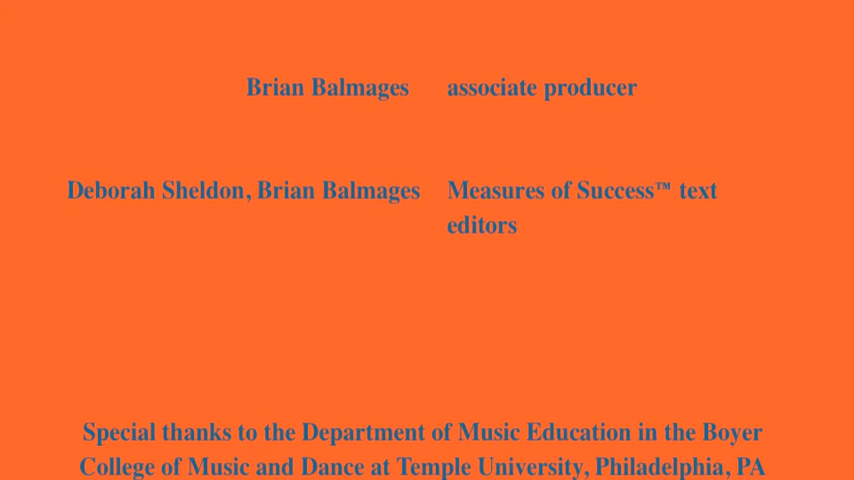 Brian Balmages associate producer
Deborah Sheldon, Brian Balmages Measures of Success™ text
editors
Special thanks to the Department of Music Education in the Boyer
College of Music and Dance at Temple University, Philadelphia, PA